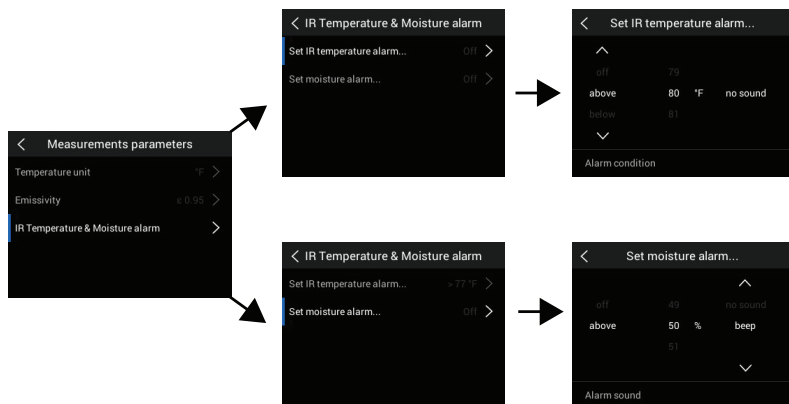 Measurements parameters
Temperature unit °F
Emissivity ε 0.95
IR Temperature & Moisture alarm
IR Temperature & Moisture alarm
Set IR temperature alarm... Off
Set moisture alarm... Off
Set IR temperature alarm...
off 79
above 80 °F no sound
below 81
Alarm condition
IR Temperature & Moisture alarm
Set IR temperature alarm... >77 °F
Set moisture alarm... Off
Set moisture alarm...
off 49 no sound
above 50 % beep
51
Alarm sound